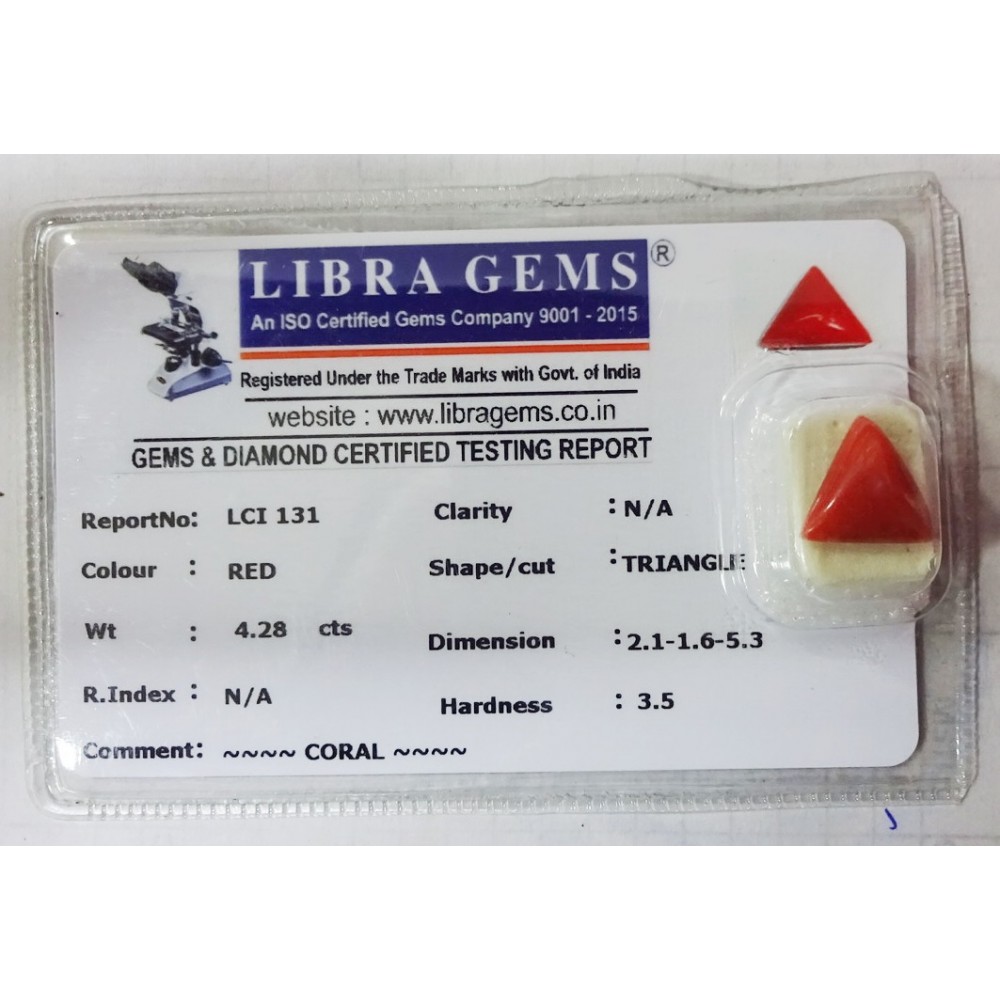 LIBRA GEMS ®
An ISO Certified Gems Company 9001 - 2015
Registered Under the Trade Marks with Govt. of India
website : www.libragems.co.in
GEMS & DIAMOND CERTIFIED TESTING REPORT
ReportNo: LCI 131 Clarity : N/A
Colour : RED Shape/cut : TRIANGLE
Wt : 4.28 cts Dimension : 2.1-1.6-5.3
R.Index : N/A Hardness : 3.5
Comment: ~~~~ CORAL ~~~~